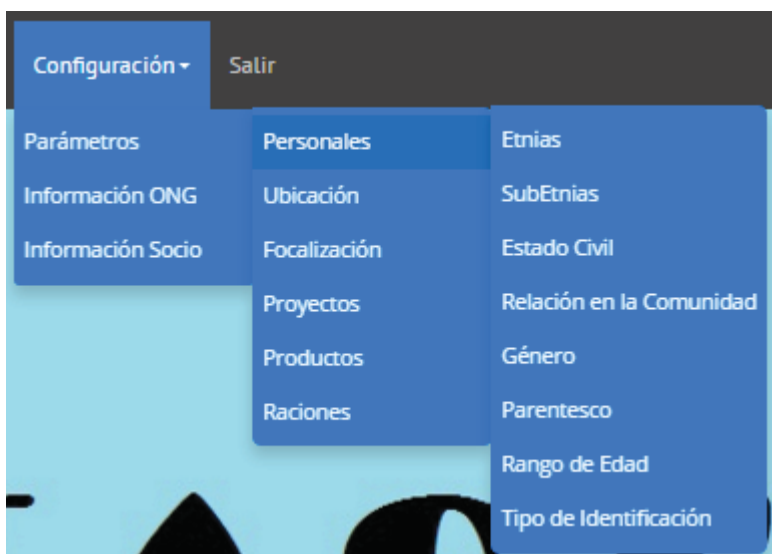 Configuración
Salir
Parámetros
Información ONG
Información Socio
Personales
Ubicación
Focalización
Proyectos
Productos
Raciones
Etnias
SubEtnias
Estado Civil
Relación en la Comunidad
Género
Parentesco
Rango de Edad
Tipo de Identificación